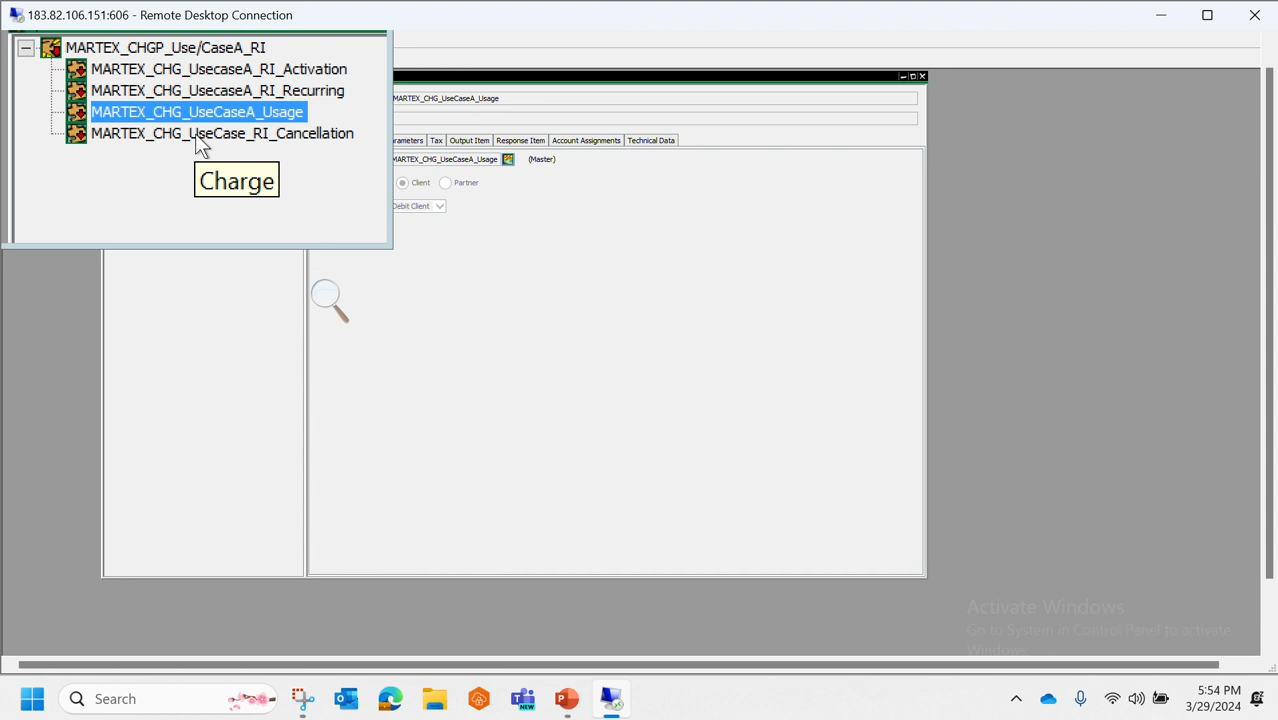 183.82.106.151:606 - Remote Desktop Connection
MARTEX_CHGP_Use/CaseA_RI
MARTEX_CHG_UsecaseA_RI_Activation
MARTEX_CHG_UsecaseA_RI_Recurring
MARTEX_CHG_UseCaseA_Usage
MARTEX_CHG_UseCase_RI_Cancellation
Charge
MARTEX_CHG_UseCaseA_Usage
Tax Output Item Response Item Account Assignments Technical Data
MARTEX_CHG_UseCaseA_Usage (Master)
Client Partner
Debit Client
Activate Windows
Go to System in Control Panel to activate
Windows.
Search
NEW
5:54 PM
3/29/2024